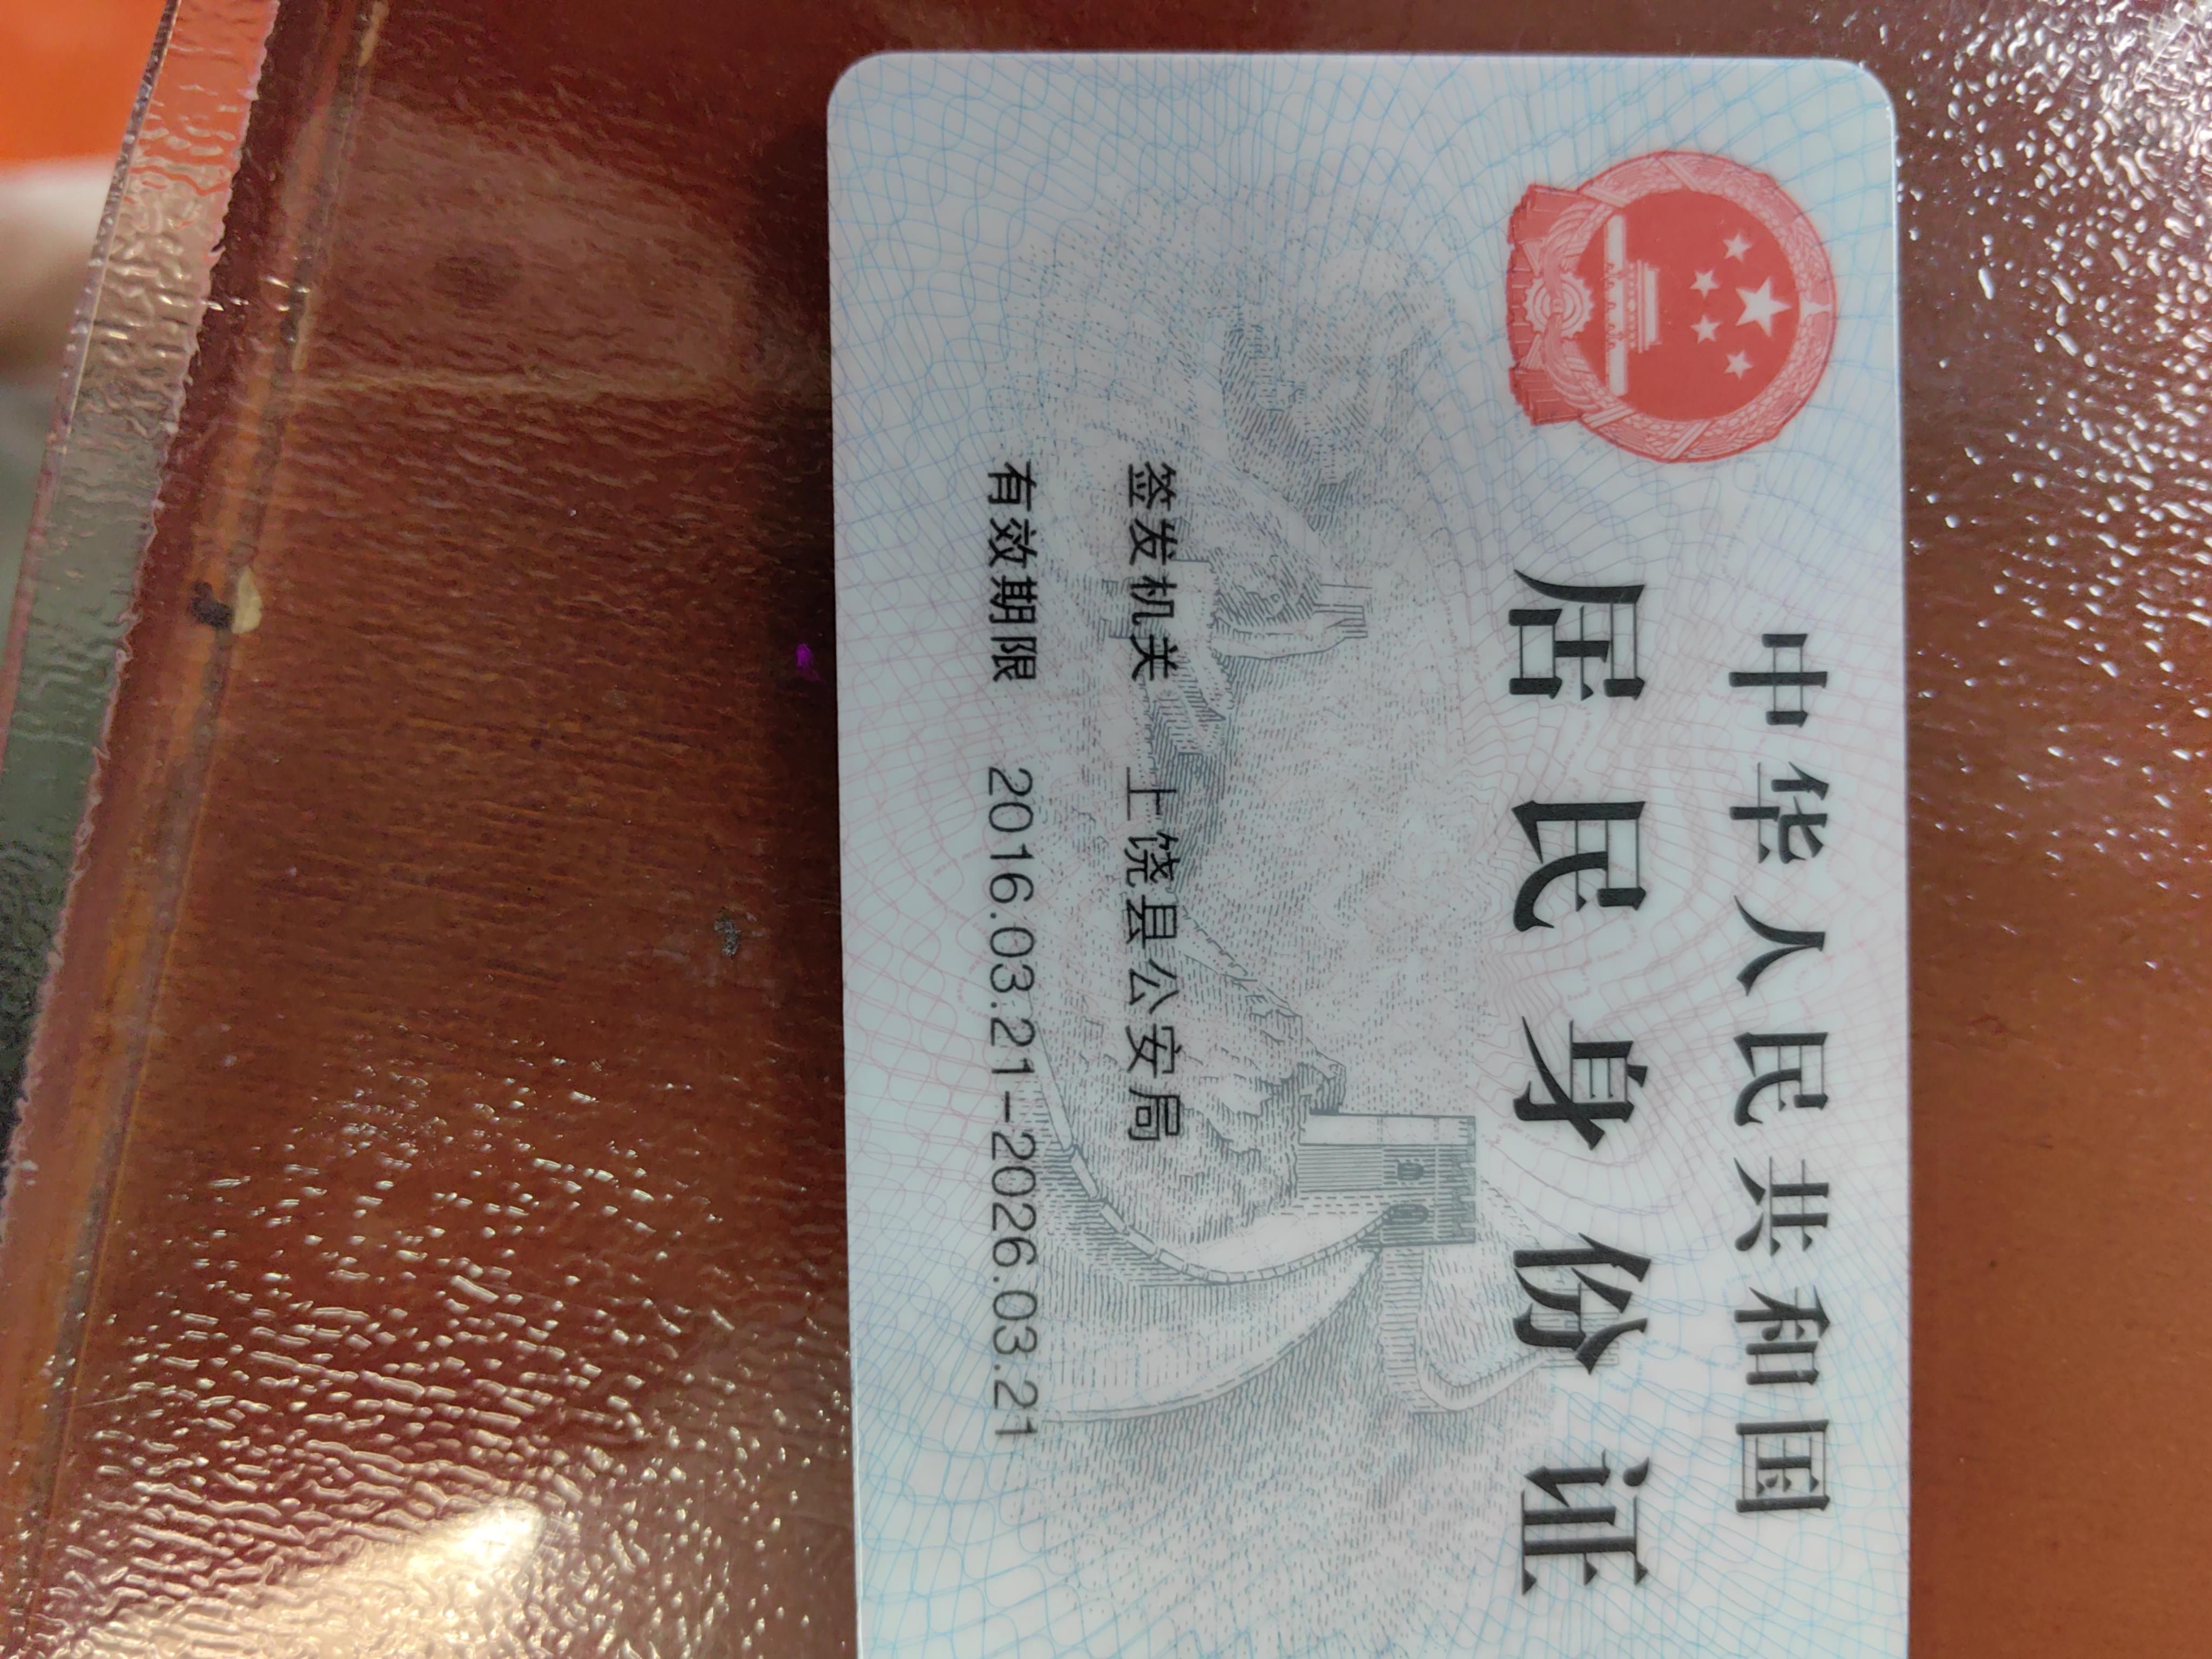 中华人民共和国
居民身份证
签发机关 上饶县公安局
有效期限 2016.03.21-2026.03.21